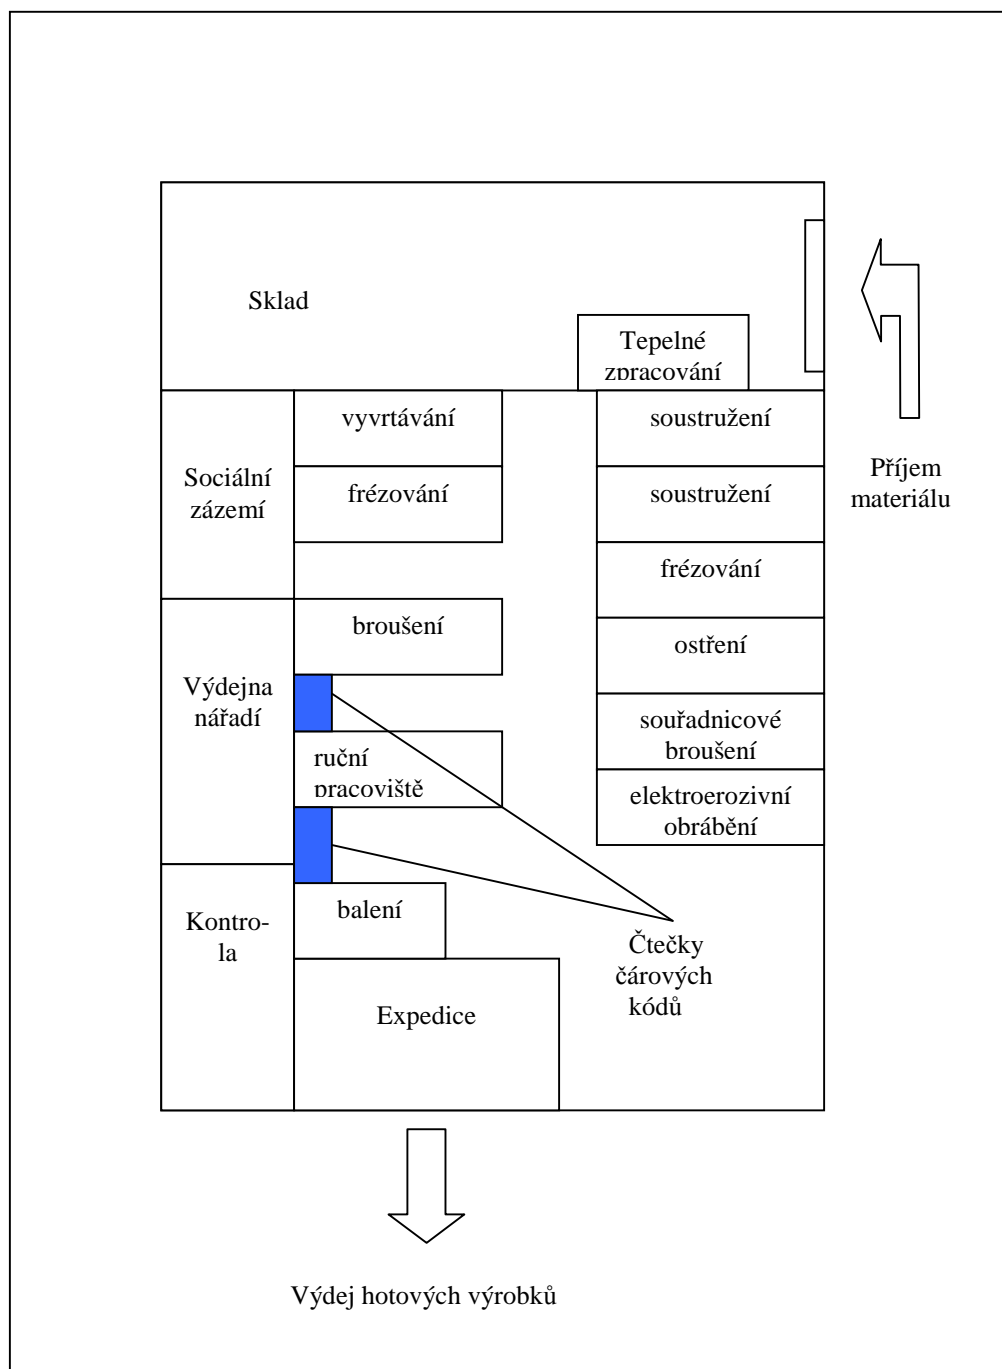 Sklad
Tepelné
zpracování
vyvrtávání
soustružení
Příjem
materiálu
Sociální
zázemí
frézování
soustružení
frézování
broušení
ostření
Výdejna
nářadí
souřadnicové
broušení
ruční
pracoviště
elektroerozivní
obrábění
Kontro-
la
balení
Čtečky
čárových
kódů
Expedice
Výdej hotových výrobků